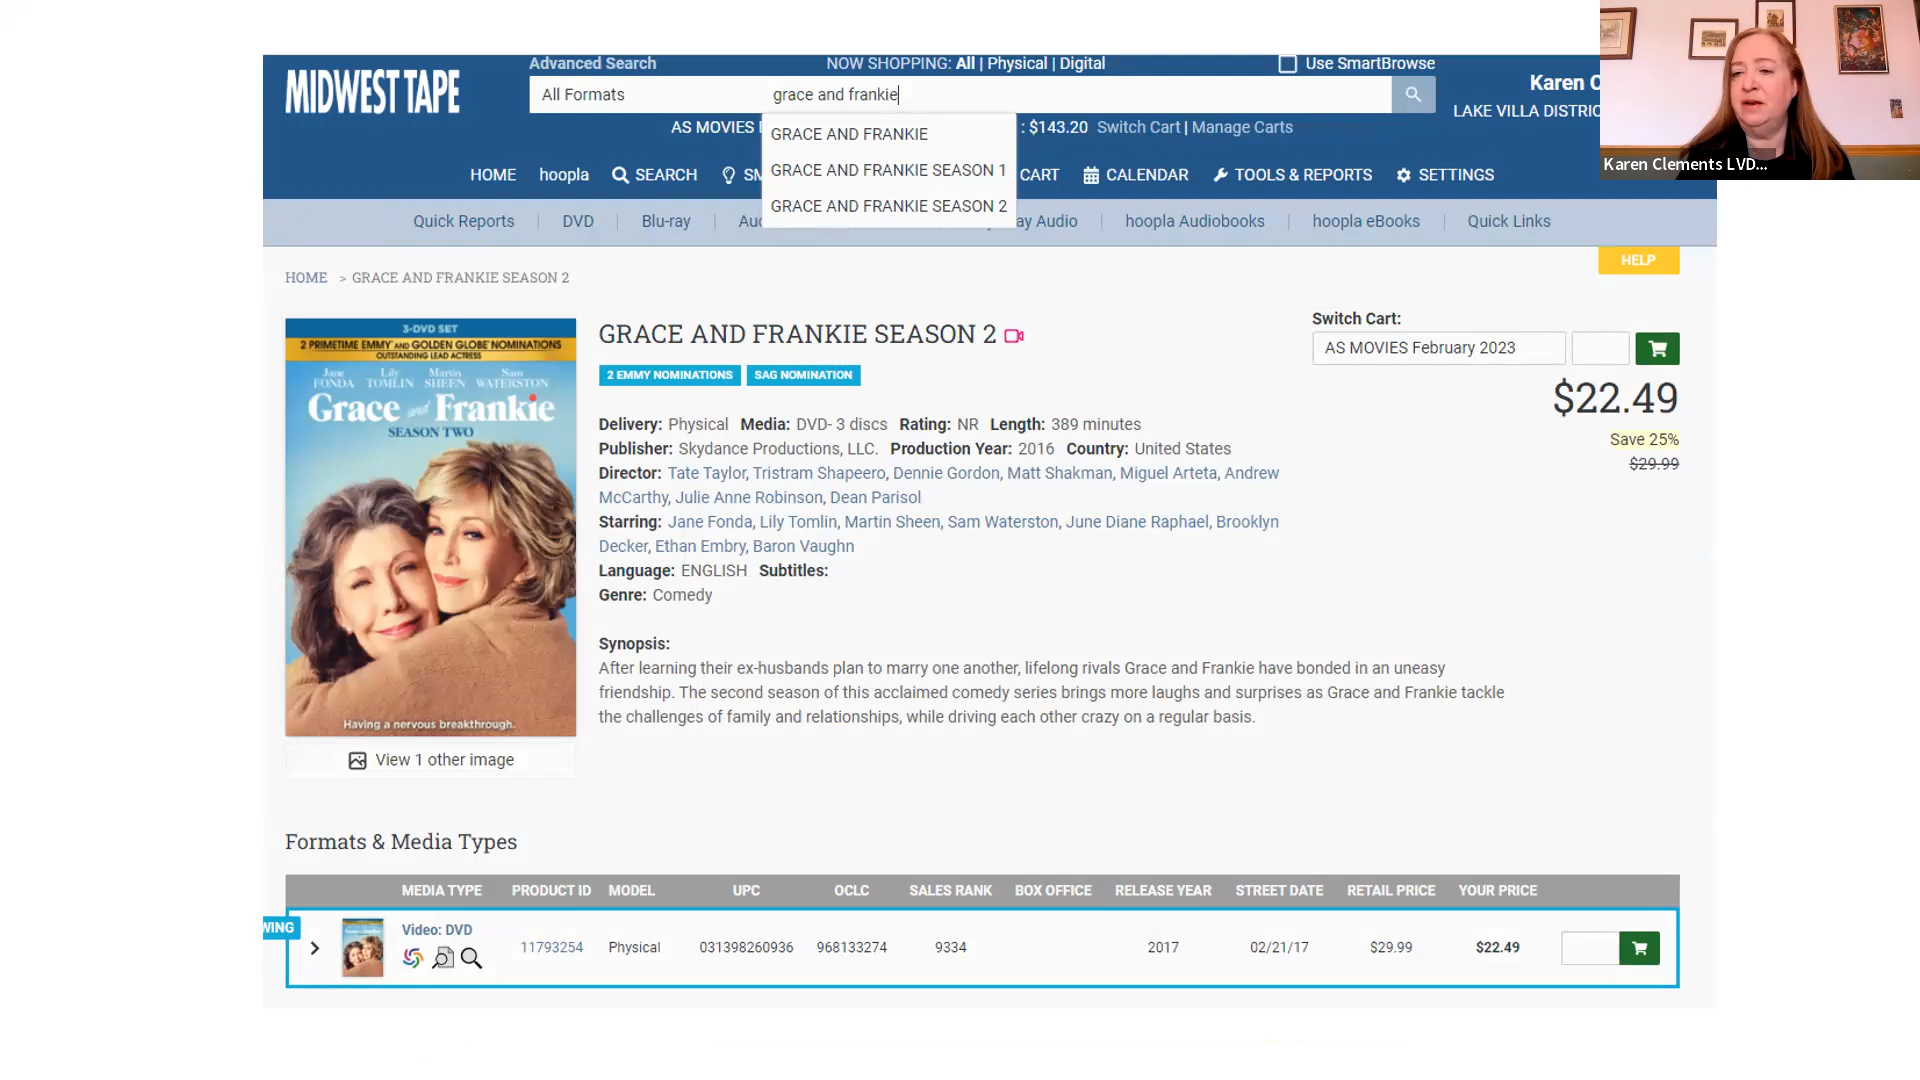 Advanced Search
NOW SHOPPING: All | Physical | Digital
Use SmartBrowse
MIDWEST TAPE
All Formats
grace and frankie
Karen C
LAKE VILLA DISTRIC
AS MOVIES
: $143.20 Switch Cart | Manage Carts
GRACE AND FRANKIE
GRACE AND FRANKIE SEASON 1
GRACE AND FRANKIE SEASON 2
Karen Clements LVD...
HOME
hoopla
SEARCH
SM
CART
CALENDAR
TOOLS & REPORTS
SETTINGS
Quick Reports
DVD
Blu-ray
ay Audio
hoopla Audiobooks
hoopla eBooks
Quick Links
HELP
HOME > GRACE AND FRANKIE SEASON 2
3-DVD SET
2 PRIMETIME EMMY AND GOLDEN GLOBE NOMINATIONS
OUTSTANDING LEAD ACTRESS
Jane FONDA Lily TOMLIN Martin SHEEN Sam WATERSTON
Grace and Frankie
SEASON TWO
Having a nervous breakthrough.
View 1 other image
GRACE AND FRANKIE SEASON 2
2 EMMY NOMINATIONS
SAG NOMINATION
Delivery: Physical Media: DVD- 3 discs Rating: NR Length: 389 minutes
Publisher: Skydance Productions, LLC. Production Year: 2016 Country: United States
Director: Tate Taylor, Tristram Shapeero, Dennie Gordon, Matt Shakman, Miguel Arteta, Andrew
McCarthy, Julie Anne Robinson, Dean Parisol
Starring: Jane Fonda, Lily Tomlin, Martin Sheen, Sam Waterston, June Diane Raphael, Brooklyn
Decker, Ethan Embry, Baron Vaughn
Language: ENGLISH Subtitles:
Genre: Comedy
Synopsis:
After learning their ex-husbands plan to marry one another, lifelong rivals Grace and Frankie have bonded in an uneasy
friendship. The second season of this acclaimed comedy series brings more laughs and surprises as Grace and Frankie tackle
the challenges of family and relationships, while driving each other crazy on a regular basis.
Switch Cart:
AS MOVIES February 2023
$22.49
Save 25%
$29.99
Formats & Media Types
MEDIA TYPE PRODUCT ID MODEL UPC OCLC SALES RANK BOX OFFICE RELEASE YEAR STREET DATE RETAIL PRICE YOUR PRICE
WING
Video: DVD
11793254 Physical 031398260936 968133274 9334 2017 02/21/17 $29.99 $22.49